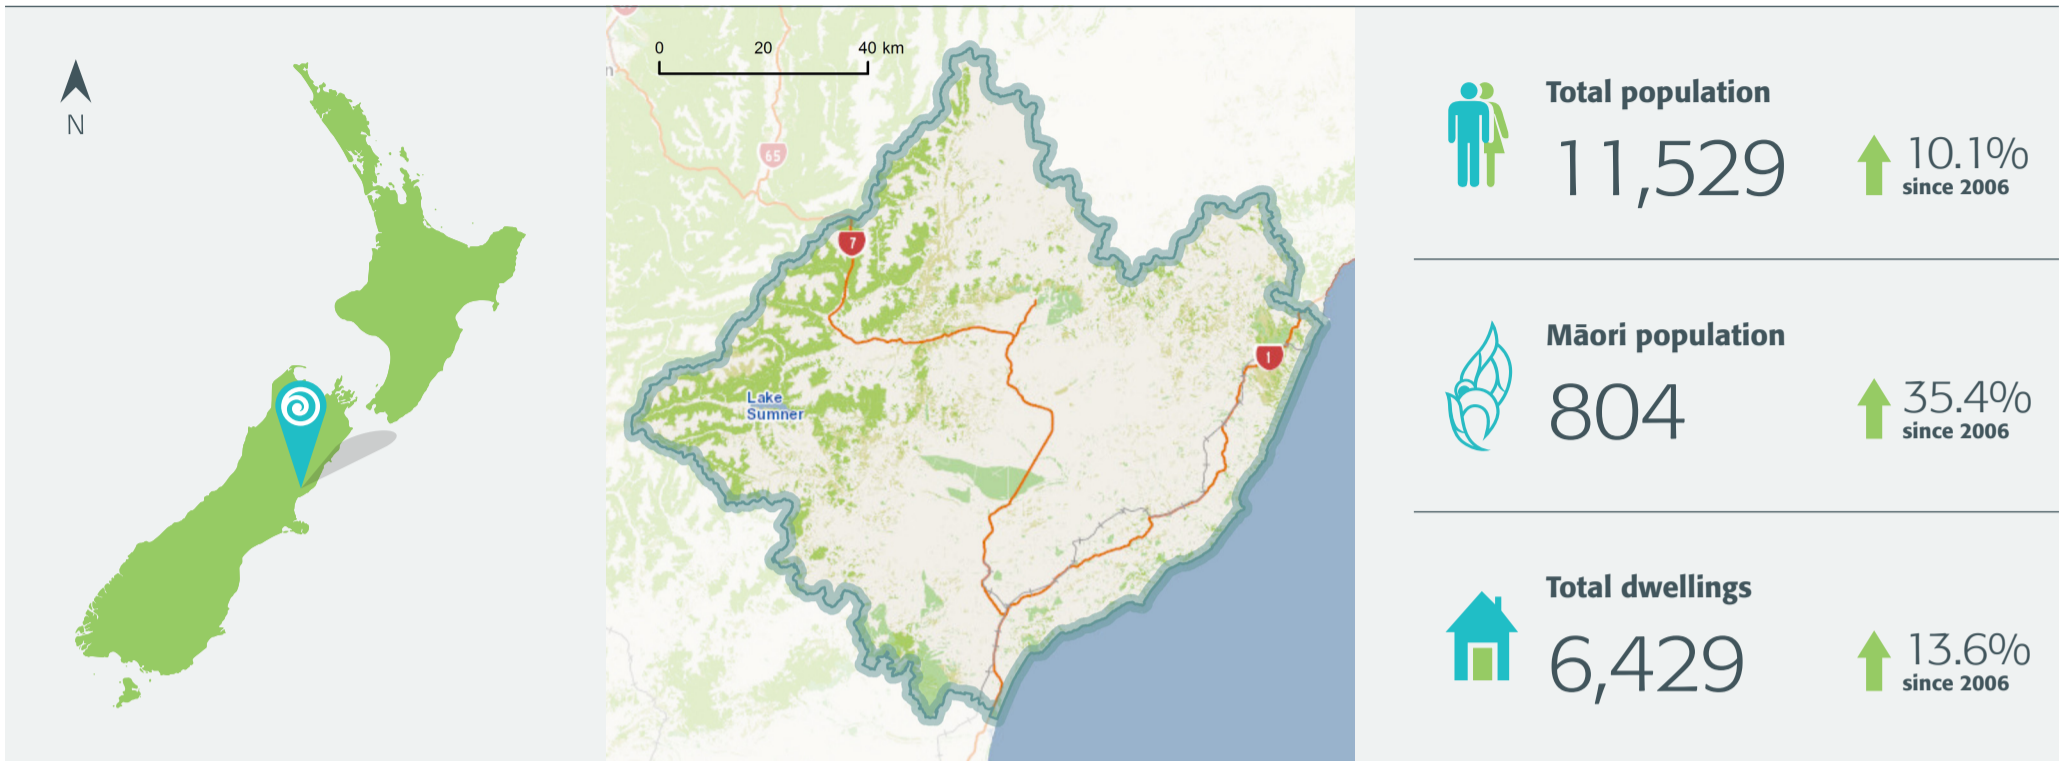 N
0 20 40 km
n
65
7
Lake
Sumner
1
Total population
11,529
10.1%
since 2006
Māori population
804
35.4%
since 2006
Total dwellings
6,429
13.6%
since 2006